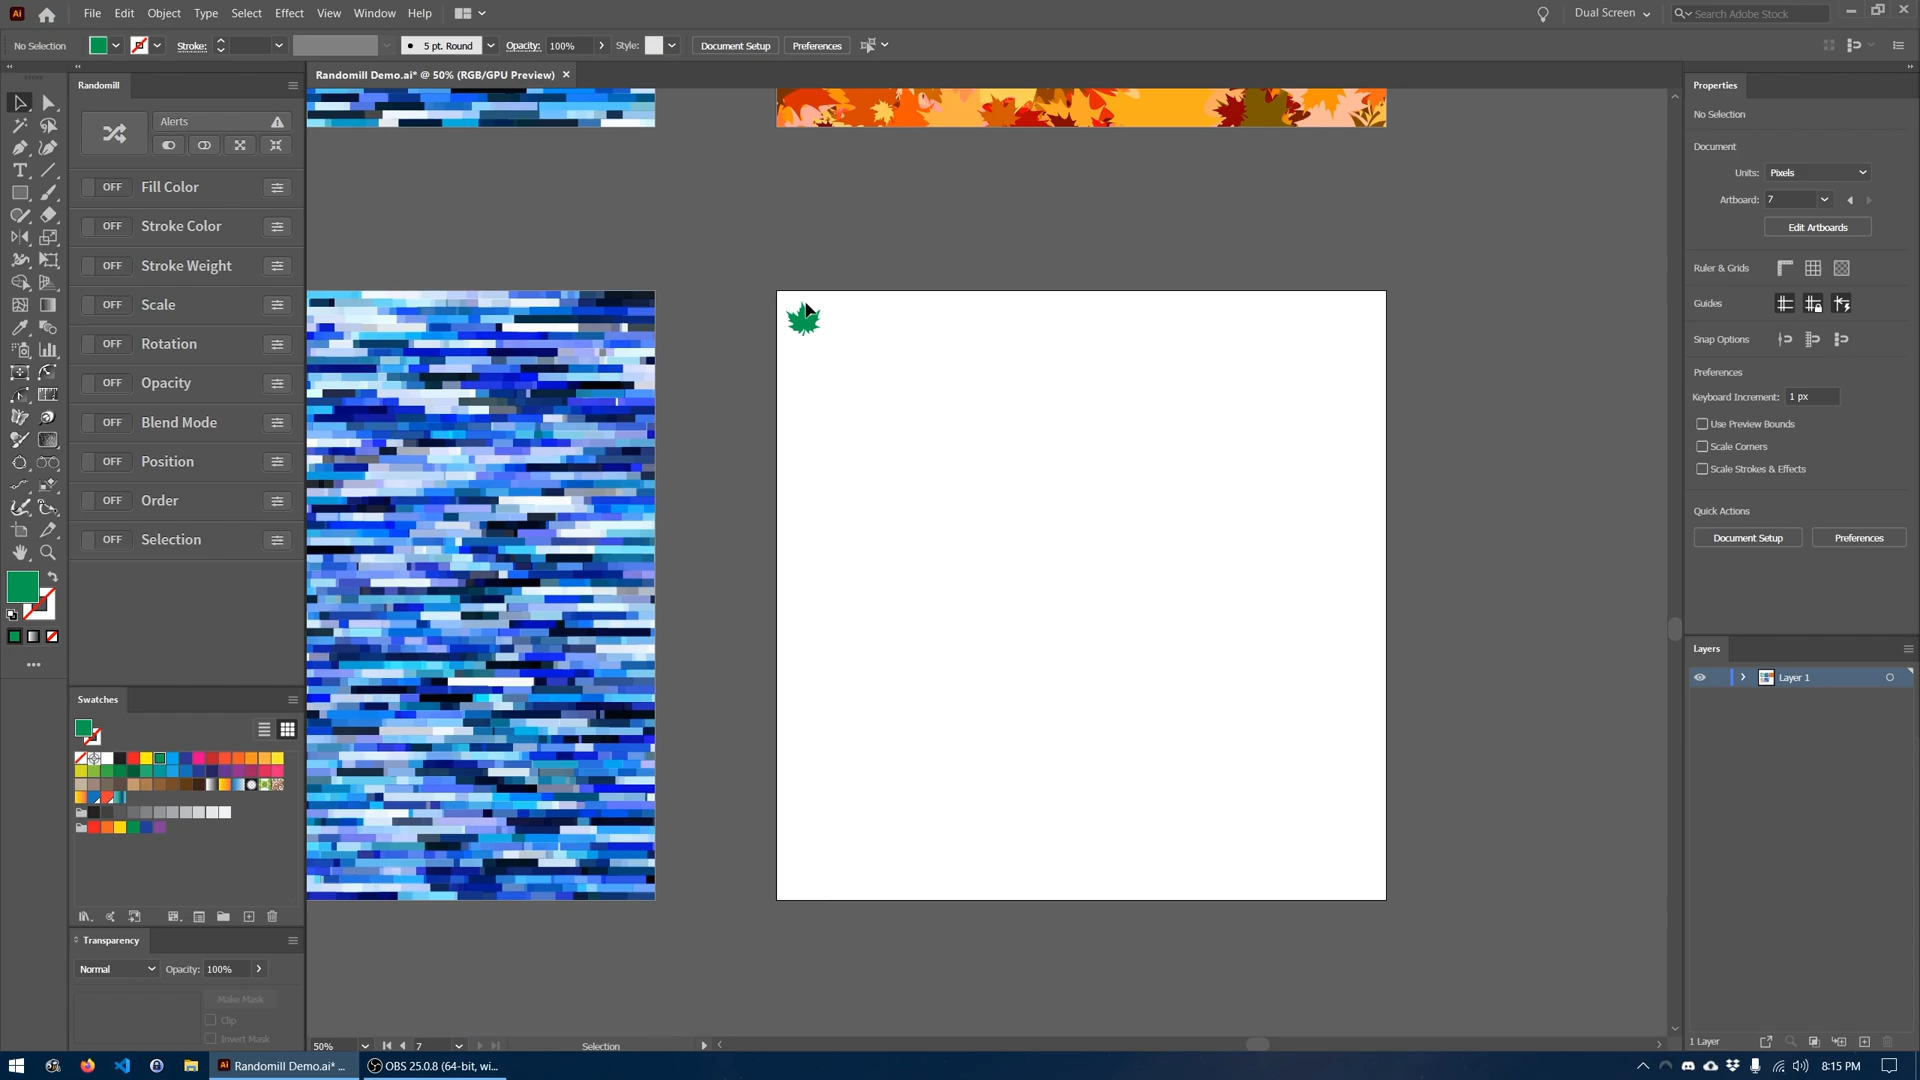 Ai File Edit Object Type Select Effect View Window Help Dual Screen Search Adobe Stock
No Selection Stroke: 5 pt. Round Opacity: 100% Style: Document Setup Preferences
Randomill
Randomill Demo.ai* @ 50% (RGB/GPU Preview) ×
Properties
Alerts
No Selection
Document
Units: Pixels
Artboard: 7
Edit Artboards
OFF Fill Color
OFF Stroke Color
OFF Stroke Weight
OFF Scale
OFF Rotation
OFF Opacity
OFF Blend Mode
OFF Position
OFF Order
OFF Selection
Ruler & Grids
Guides
Snap Options
Preferences
Keyboard Increment: 1 px
Use Preview Bounds
Scale Corners
Scale Strokes & Effects
Quick Actions
Document Setup Preferences
Layers
Layer 1
Swatches
Transparency
Normal Opacity: 100%
Make Mask
Clip
Invert Mask
50% 7 Selection
1 Layer
Ai Randomill Demo.ai* ... OBS 25.0.8 (64-bit, wi... 8:15 PM